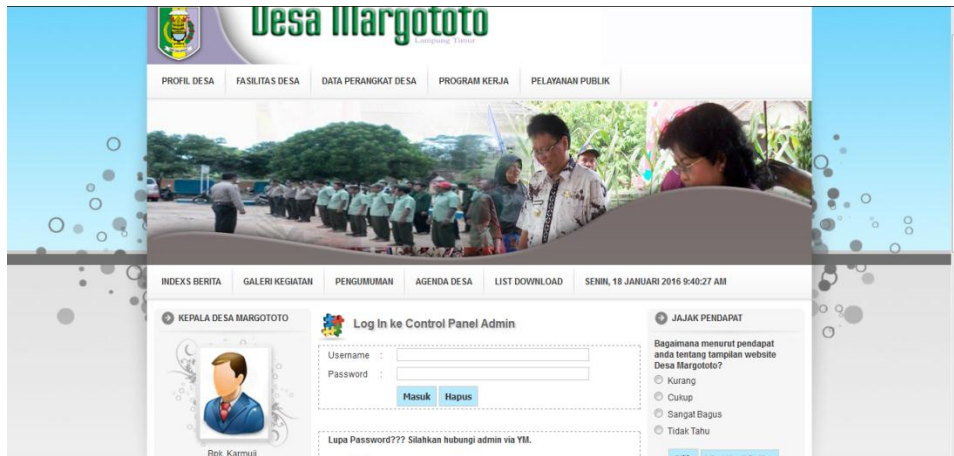 Desa Margototo
Lampung Timur
PROFIL DESA
FASILITAS DESA
DATA PERANGKAT DESA
PROGRAM KERJA
PELAYANAN PUBLIK
INDEXS BERITA
GALERI KEGIATAN
PENGUMUMAN
AGENDA DESA
LIST DOWNLOAD
SENIN, 18 JANUARI 2016 9:40:27 AM
KEPALA DESA MARGOTOTO
Bpk. Karmuji
Log In ke Control Panel Admin
Username :
Password :
Masuk Hapus
Lupa Password??? Silahkan hubungi admin via YM.
JAJAK PENDAPAT
Bagaimana menurut pendapat
anda tentang tampilan website
Desa Margototo?
Kurang
Cukup
Sangat Bagus
Tidak Tahu